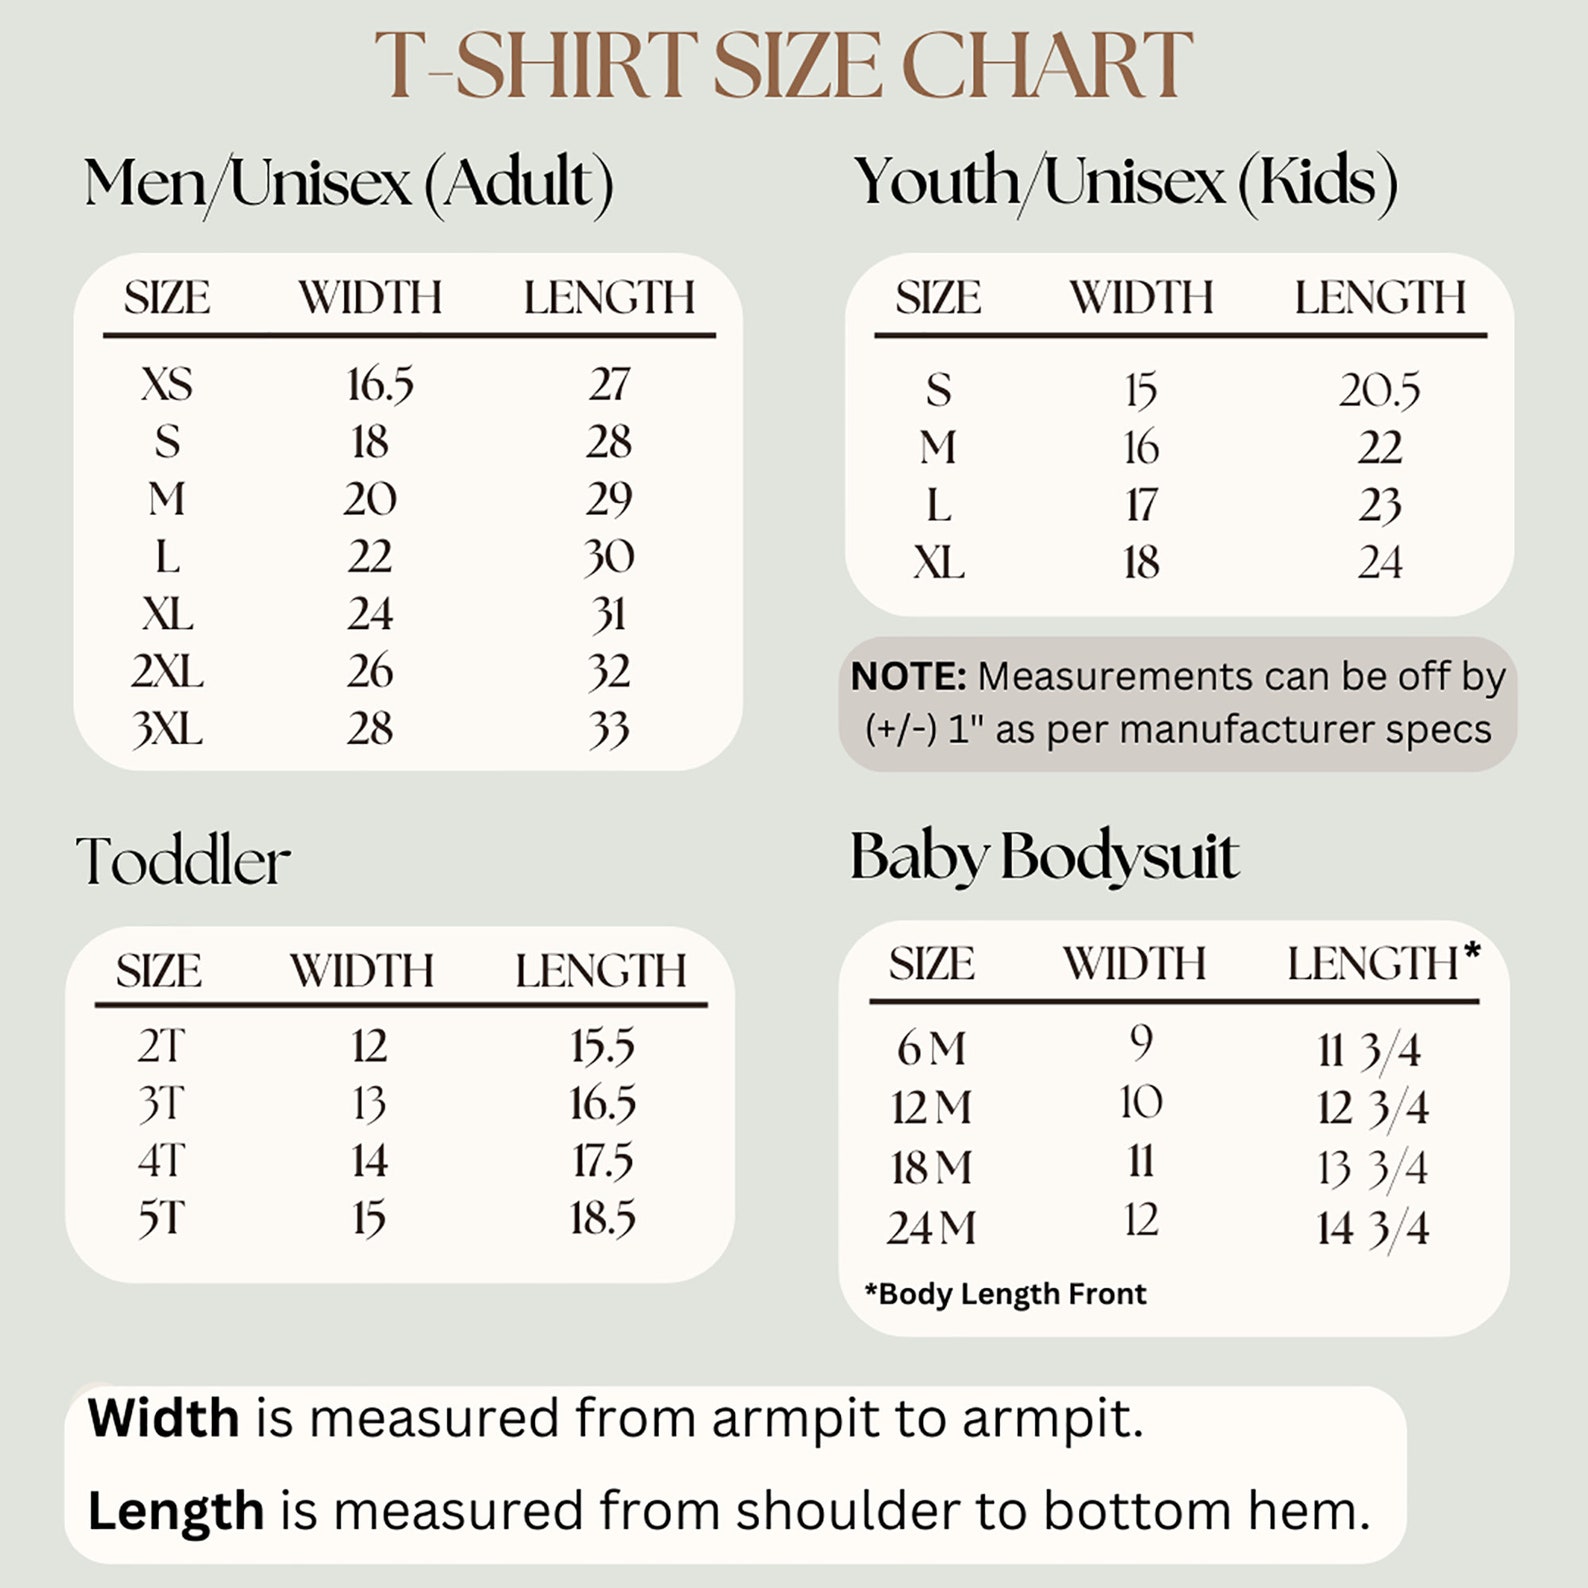 T-SHIRT SIZE CHART
Men/Unisex (Adult)
SIZE WIDTH LENGTH
XS 16.5 27
S 18 28
M 20 29
L 22 30
XL 24 31
2XL 26 32
3XL 28 33
Youth/Unisex (Kids)
SIZE WIDTH LENGTH
S 15 20.5
M 16 22
L 17 23
XL 18 24
NOTE: Measurements can be off by
(+/-) 1" as per manufacturer specs
Toddler
SIZE WIDTH LENGTH
2T 12 15.5
3T 13 16.5
4T 14 17.5
5T 15 18.5
Baby Bodysuit
SIZE WIDTH LENGTH*
6M 9 11 3/4
12M 10 12 3/4
18M 11 13 3/4
24M 12 14 3/4
*Body Length Front
Width is measured from armpit to armpit.
Length is measured from shoulder to bottom hem.